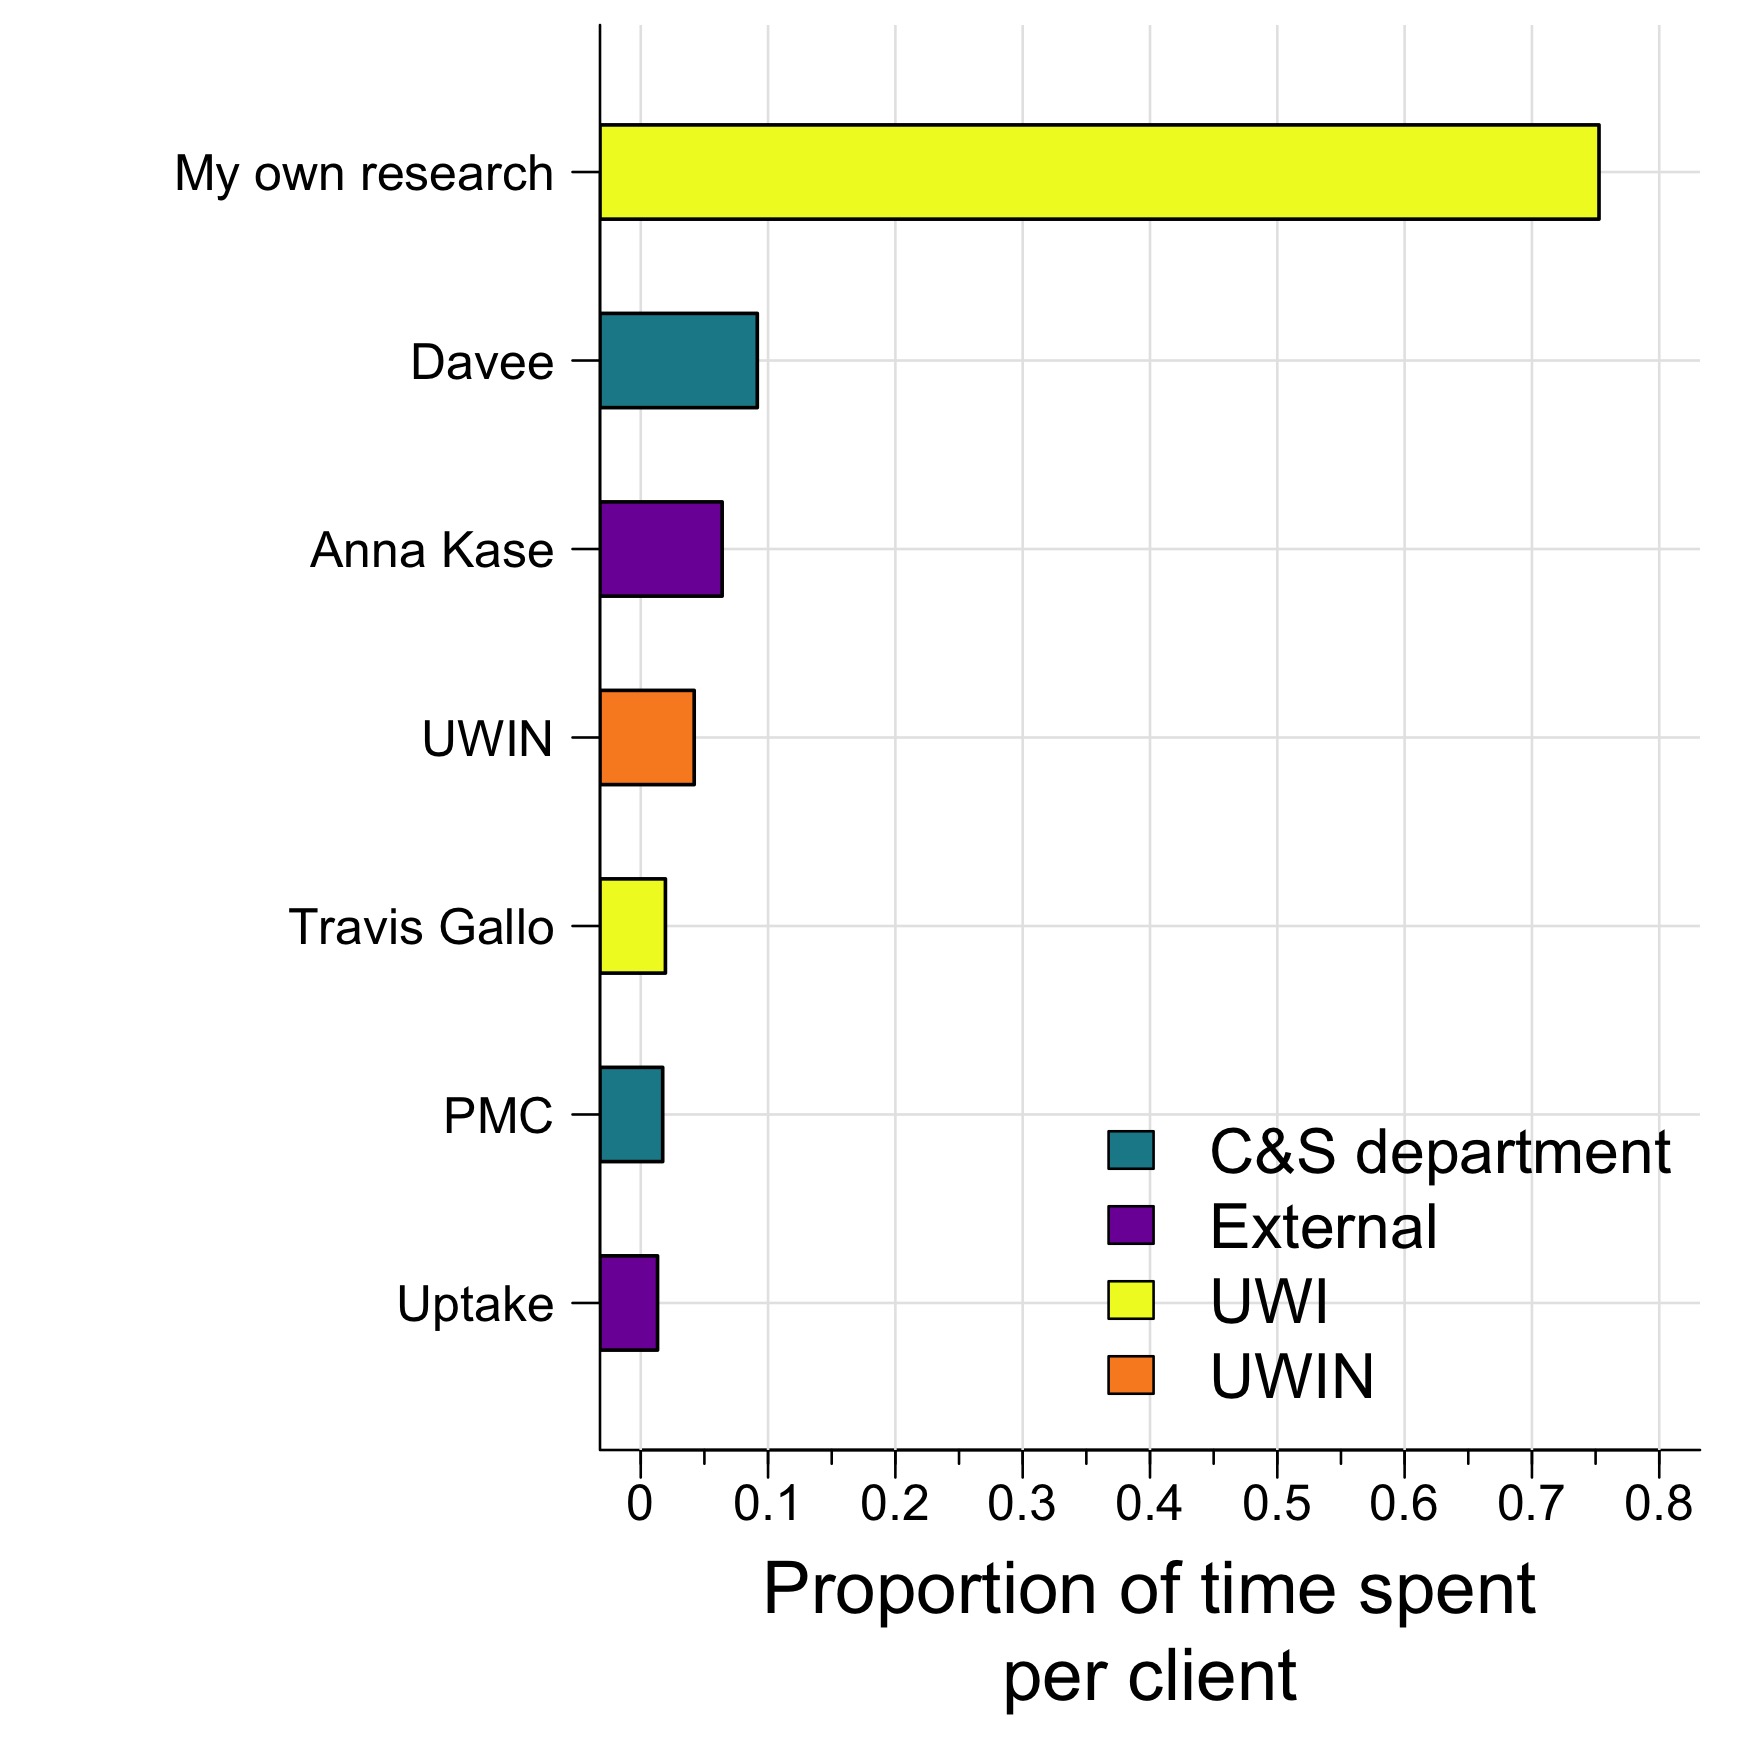 My own research
Davee
Anna Kase
UWIN
Travis Gallo
PMC
Uptake
C&S department
External
UWI
UWIN
0 0.1 0.2 0.3 0.4 0.5 0.6 0.7 0.8
Proportion of time spent
per client